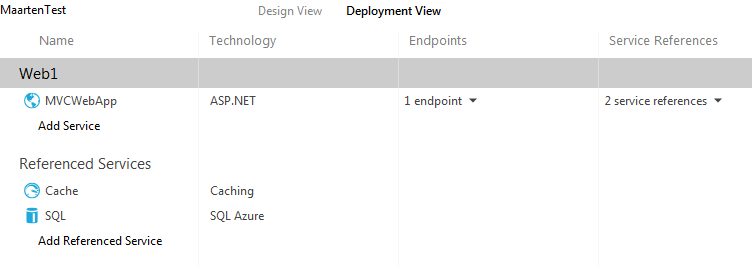 MaartenTest Design View Deployment View
Name Technology Endpoints Service References
Web1
MVCWebApp ASP.NET 1 endpoint 2 service references
Add Service
Referenced Services
Cache Caching
SQL SQL Azure
Add Referenced Service